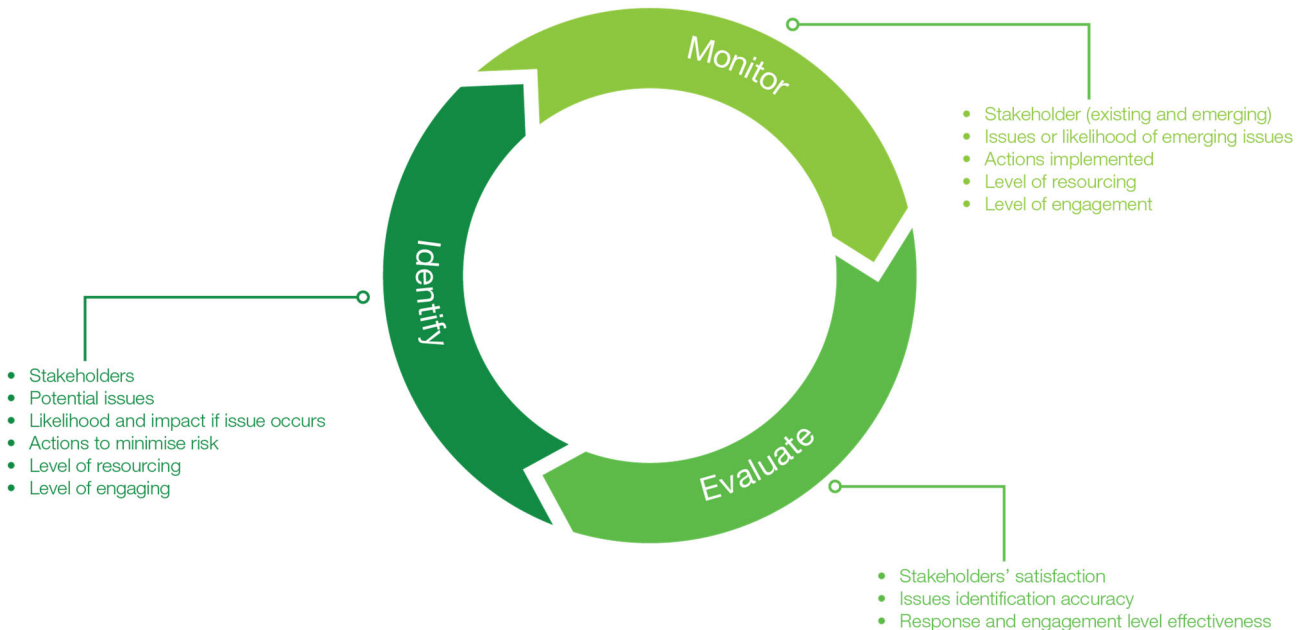 Monitor
• Stakeholder (existing and emerging)
• Issues or likelihood of emerging issues
• Actions implemented
• Level of resourcing
• Level of engagement
Identify
• Stakeholders
• Potential issues
• Likelihood and impact if issue occurs
• Actions to minimise risk
• Level of resourcing
• Level of engaging
Evaluate
• Stakeholders’ satisfaction
• Issues identification accuracy
• Response and engagement level effectiveness